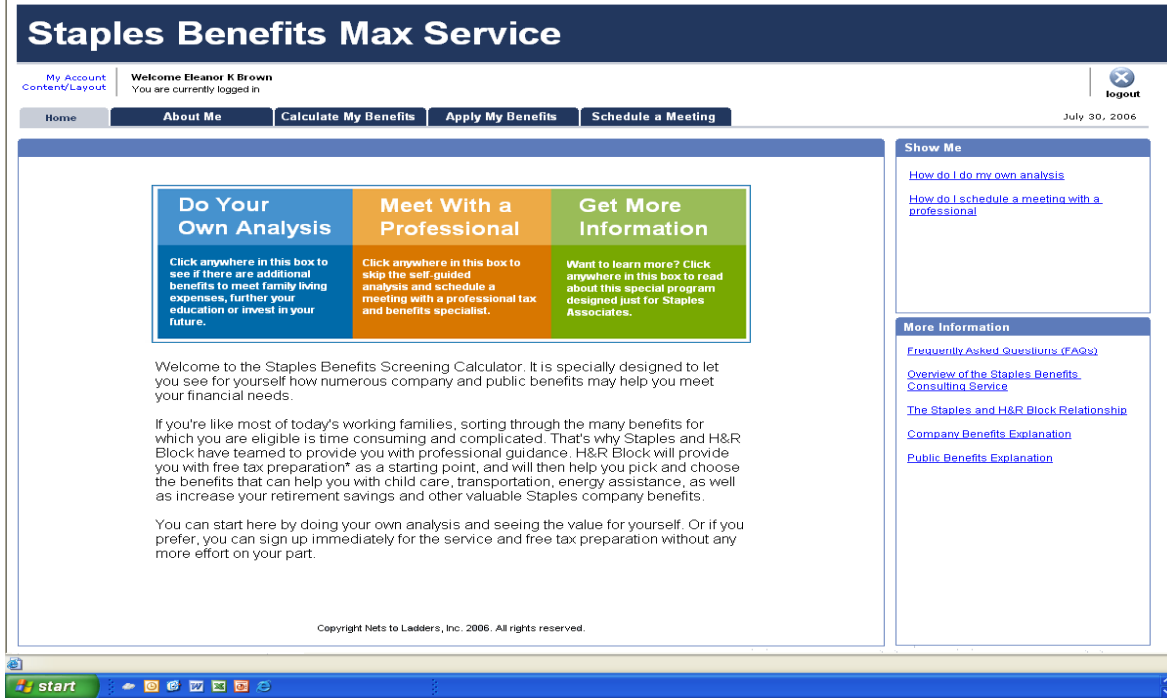 Staples Benefits Max Service
My Account
Content/Layout
Welcome Eleanor K Brown
You are currently logged in
logout
Home
About Me
Calculate My Benefits
Apply My Benefits
Schedule a Meeting
July 30, 2006
Do Your
Own Analysis
Click anywhere in this box to
see if there are additional
benefits to meet family living
expenses, further your
education or invest in your
future.
Meet With a
Professional
Click anywhere in this box to
skip the self-guided
analysis and schedule a
meeting with a professional tax
and benefits specialist.
Get More
Information
Want to learn more? Click
anywhere in this box to read
about this special program
designed just for Staples
Associates.
Welcome to the Staples Benefits Screening Calculator. It is specially designed to let
you see for yourself how numerous company and public benefits may help you meet
your financial needs.
If you're like most of today's working families, sorting through the many benefits for
which you are eligible is time consuming and complicated. That's why Staples and H&R
Block have teamed to provide you with professional guidance. H&R Block will provide
you with free tax preparation* as a starting point, and will then help you pick and choose
the benefits that can help you with child care, transportation, energy assistance, as well
as increase your retirement savings and other valuable Staples company benefits.
You can start here by doing your own analysis and seeing the value for yourself. Or if you
prefer, you can sign up immediately for the service and free tax preparation without any
more effort on your part.
Copyright Nets to Ladders, Inc. 2006. All rights reserved.
Show Me
How do I do my own analysis
How do I schedule a meeting with a
professional
More Information
Frequently Asked Questions (FAQs)
Overview of the Staples Benefits
Consulting Service
The Staples and H&R Block Relationship
Company Benefits Explanation
Public Benefits Explanation
start